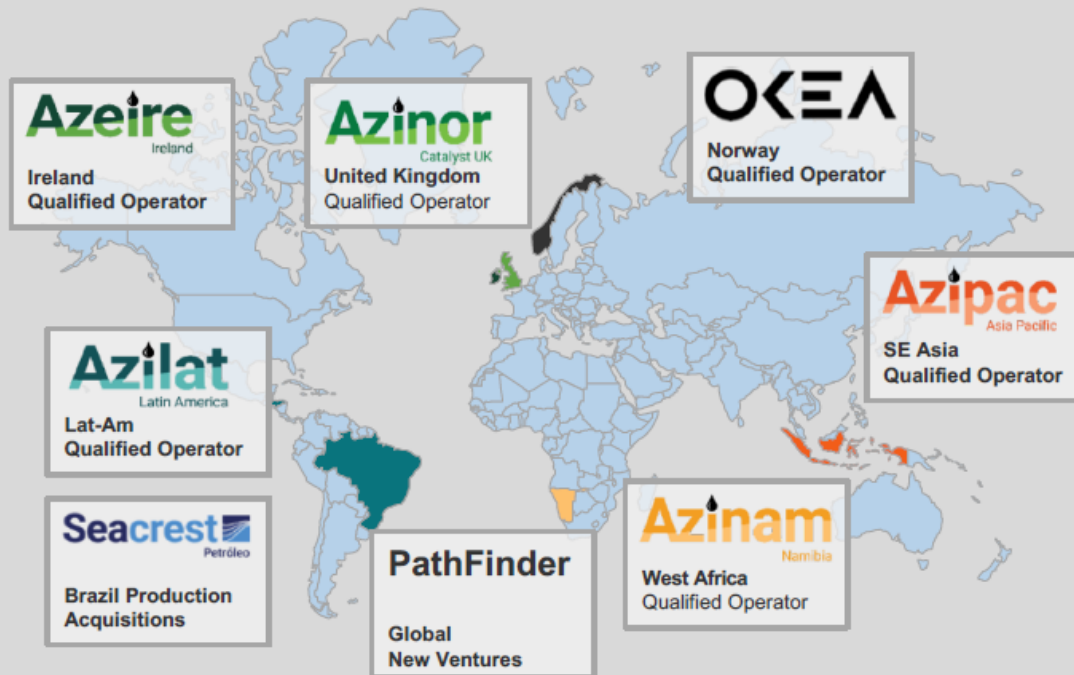 Azeire
Ireland
Ireland
Qualified Operator
Azinor
Catalyst UK
United Kingdom
Qualified Operator
OKEA
Norway
Qualified Operator
Azipac
Asia Pacific
SE Asia
Qualified Operator
Azilat
Latin America
Lat-Am
Qualified Operator
Seacrest
Petróleo
Brazil Production
Acquisitions
PathFinder
Global
New Ventures
Azinam
Namibia
West Africa
Qualified Operator